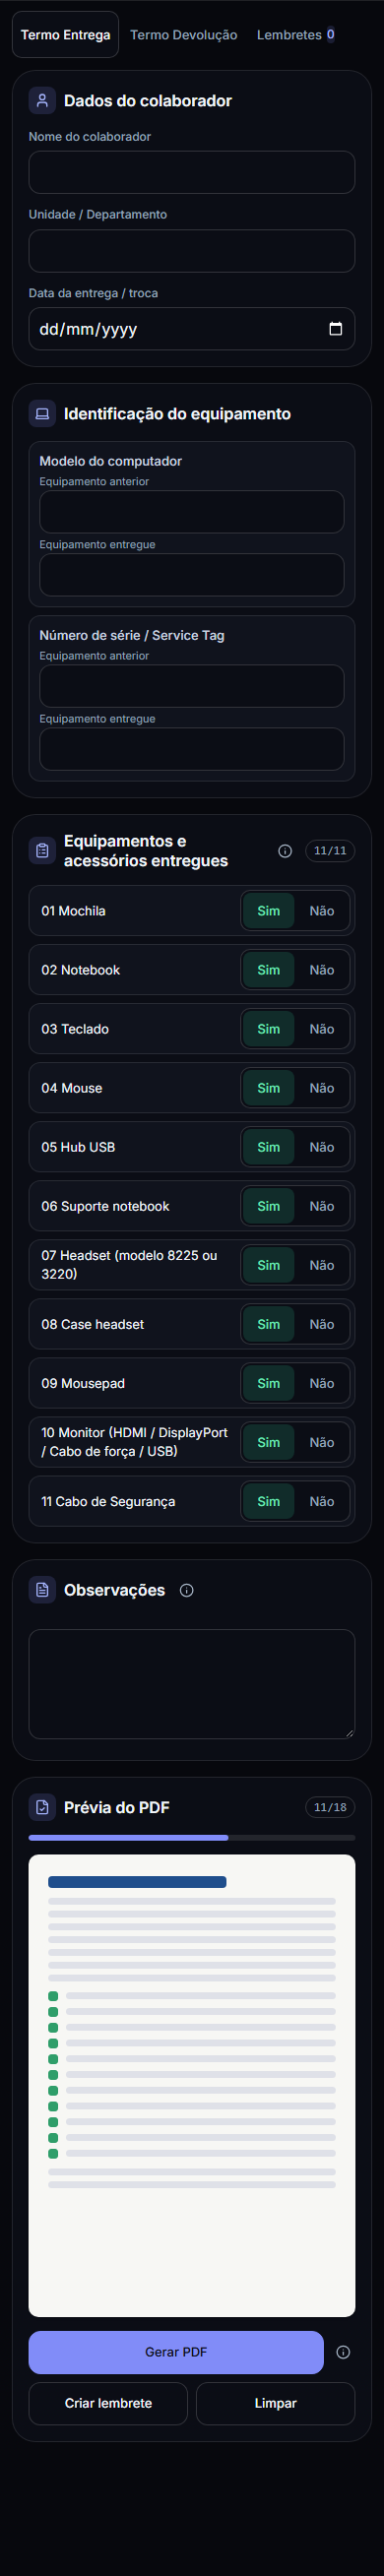 Termo Entrega Termo Devolução Lembretes 0
Dados do colaborador
Nome do colaborador
Unidade / Departamento
Data da entrega / troca
dd/mm/yyyy
Identificação do equipamento
Modelo do computador
Equipamento anterior
Equipamento entregue
Número de série / Service Tag
Equipamento anterior
Equipamento entregue
Equipamentos e
acessórios entregues 11/11
01 Mochila Sim Não
02 Notebook Sim Não
03 Teclado Sim Não
04 Mouse Sim Não
05 Hub USB Sim Não
06 Suporte notebook Sim Não
07 Headset (modelo 8225 ou
3220) Sim Não
08 Case headset Sim Não
09 Mousepad Sim Não
10 Monitor (HDMI / DisplayPort
/ Cabo de força / USB) Sim Não
11 Cabo de Segurança Sim Não
Observações
Prévia do PDF 11/18
Gerar PDF
Criar lembrete Limpar